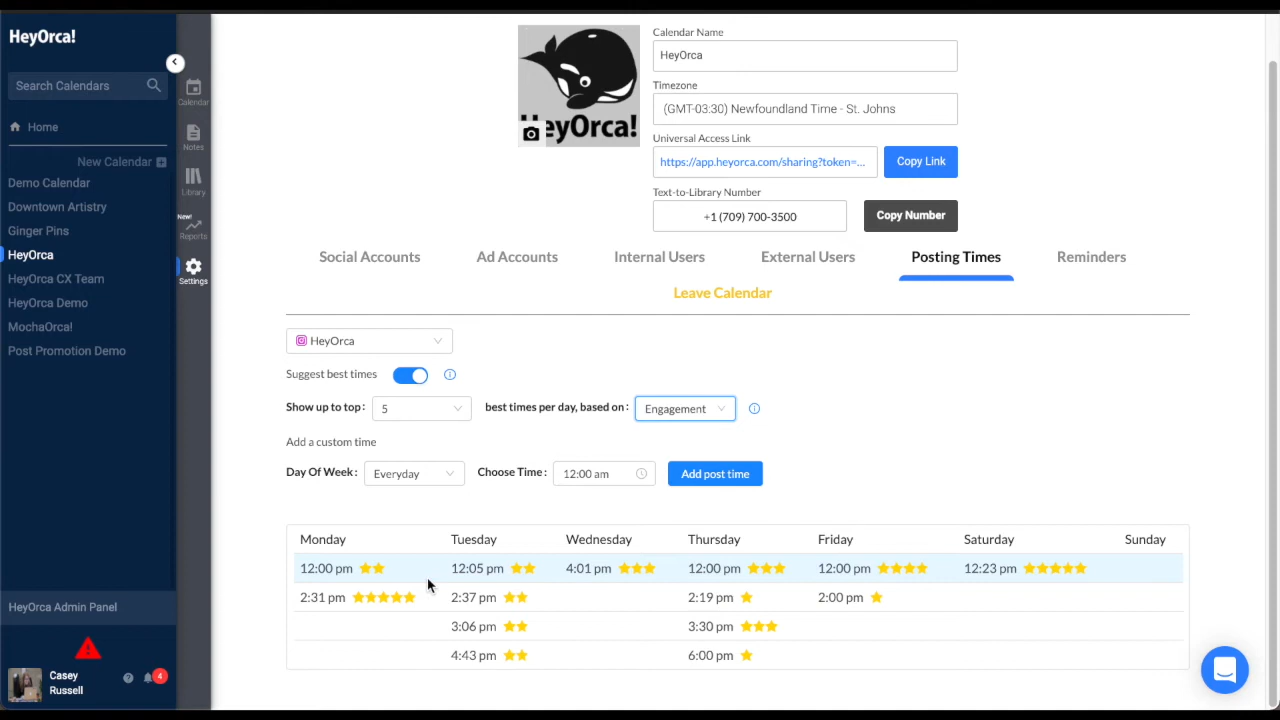 HeyOrca!
Search Calendars
Home
New Calendar
Demo Calendar
Downtown Artistry
Ginger Pins
HeyOrca
HeyOrca CX Team
HeyOrca Demo
MochaOrca!
Post Promotion Demo
HeyOrca Admin Panel
Casey
Russell
4
Calendar
Notes
Library
New!
Reports
Settings
HeyOrca!
Calendar Name
HeyOrca
Timezone
(GMT-03:30) Newfoundland Time - St. Johns
Universal Access Link
https://app.heyorca.com/sharing?token=... Copy Link
Text-to-Library Number
+1 (709) 700-3500 Copy Number
Social Accounts Ad Accounts Internal Users External Users Posting Times Reminders
Leave Calendar
HeyOrca
Suggest best times
Show up to top: 5 best times per day, based on: Engagement
Add a custom time
Day Of Week: Everyday Choose Time: 12:00 am Add post time
Monday Tuesday Wednesday Thursday Friday Saturday Sunday
12:00 pm 12:05 pm 4:01 pm 12:00 pm 12:00 pm 12:23 pm
2:31 pm 2:37 pm 2:19 pm 2:00 pm
3:06 pm 3:30 pm
4:43 pm 6:00 pm